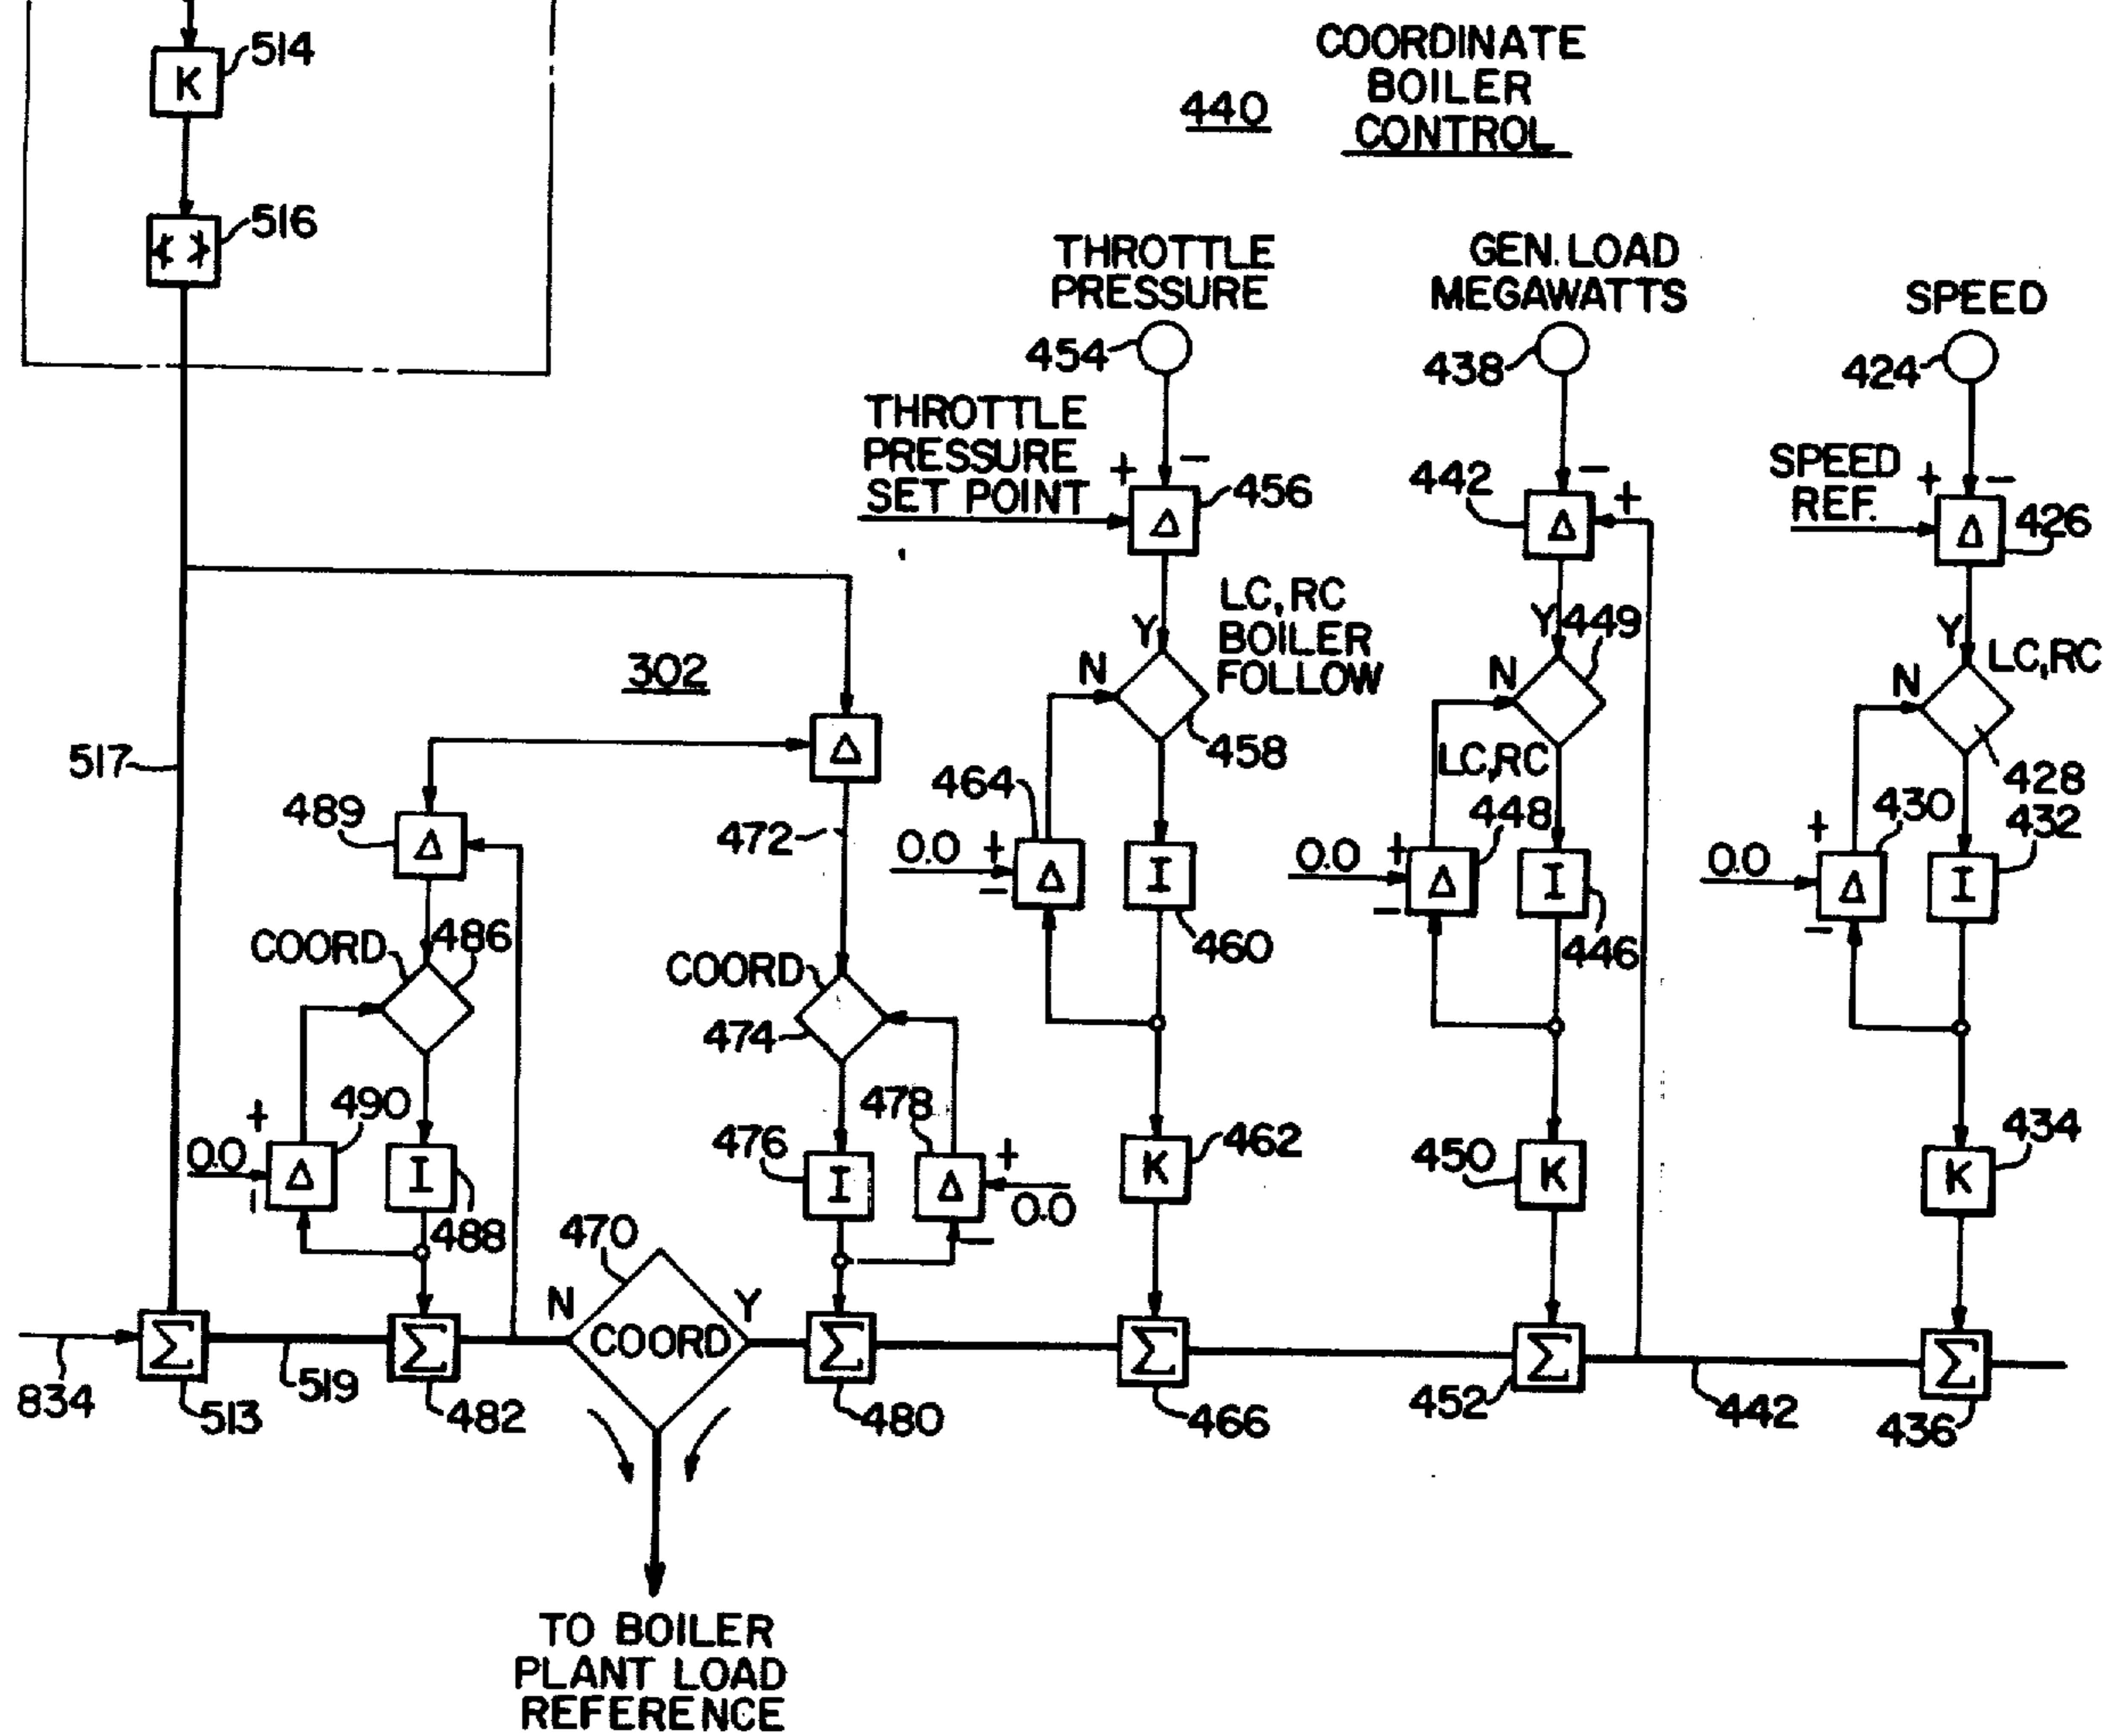 COORDINATE
BOILER
CONTROL
440
514
K
516
THROTTLE
PRESSURE
454
GEN. LOAD
MEGAWATTS
438
SPEED
424
THROTTLE
PRESSURE
SET POINT
+ −
456
Δ
442
− +
Δ
SPEED
REF.
+ −
426
Δ
LC, RC
BOILER
FOLLOW
Y
N
458
Y 449
N
LC, RC
Y
LC, RC
N
428
302
517
Δ
489
Δ
472
464
0.0 + −
Δ
I
460
448
0.0 + −
Δ
I
446
430
0.0 + −
Δ
432
I
COORD
486
COORD
474
490
0.0 + −
Δ
I
488
476
I
478
Δ
+ −
0.0
K
462
450
K
434
K
470
N
COORD
Y
834
Σ
513
519
Σ
482
Σ
480
Σ
466
Σ
452
442
Σ
436
TO BOILER
PLANT LOAD
REFERENCE